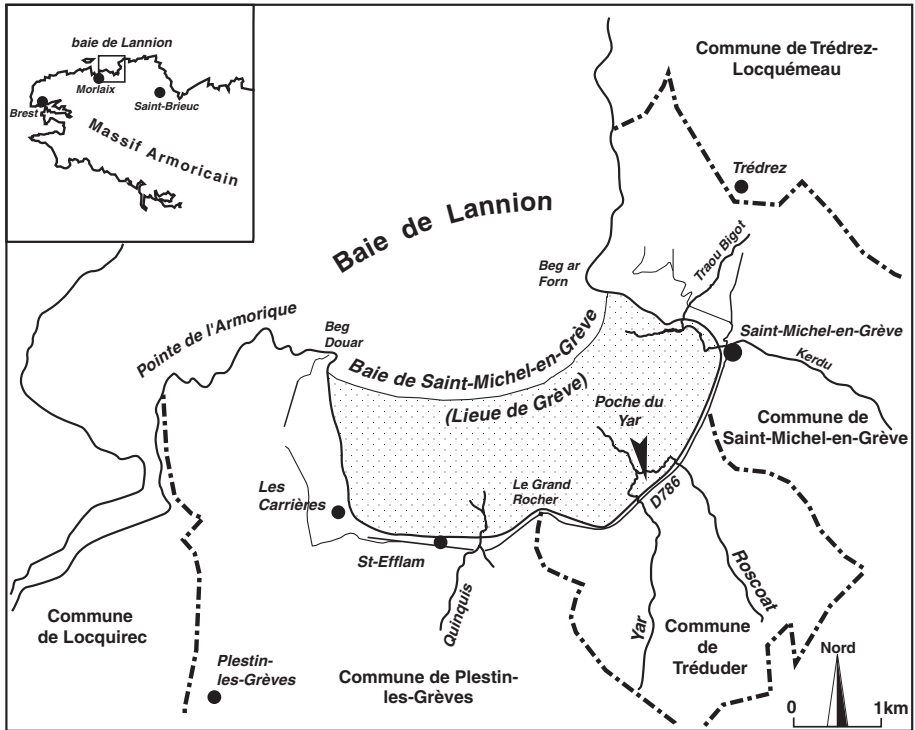 baie de Lannion
Morlaix
Saint-Brieuc
Brest
Massif Armoricain
Commune de Trédrez-
Locquémeau
Trédrez
Baie de Lannion
Traou Bigot
Beg ar
Forn
Pointe de l'Armorique
Beg
Douar
Saint-Michel-en-Grève
Baie de Saint-Michel-en-Grève
(Lieue de Grève)
Kerdu
Poche du
Yar
Commune de
Saint-Michel-en-Grève
Le Grand
Rocher
D786
Les
Carrières
St-Efflam
Quinquis
Roscoat
Yar
Commune
de Locquirec
Commune
de
Tréduder
Plestin-
les-Grèves
Commune de Plestin-
les-Grèves
Nord
0 1km